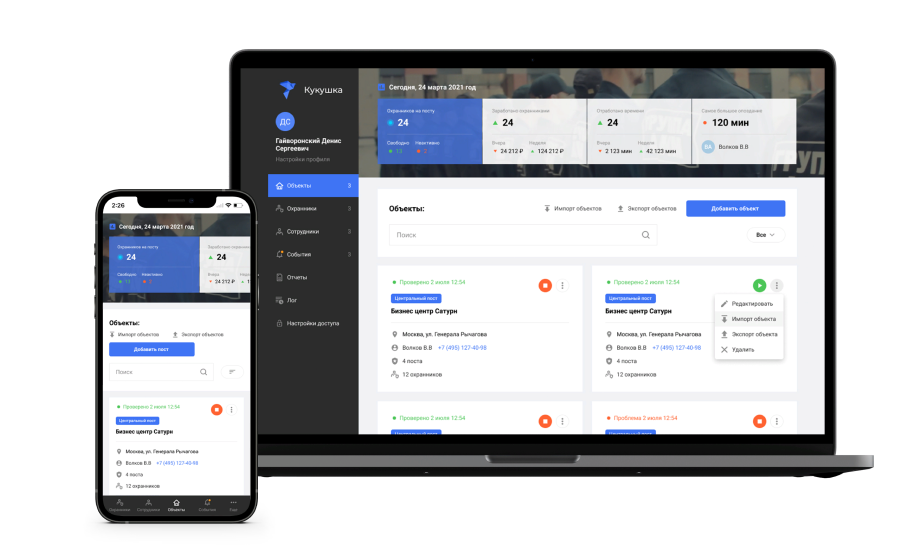 Кукушка
ДС
Гайворонский Денис
Сергеевич
Настройки профиля
Объекты 3
Охранники 3
Сотрудники 3
События 3
Отчеты
Лог
Настройки доступа
Сегодня, 24 марта 2021 год
Охранников на посту
24
Свободно Неактивно
13
Заработано охранниками
24
Вчера Неделя
24 212 ₽ 124 212 ₽
Отработано времени
24
Вчера Неделя
2 123 мин 42 123 мин
Самое большое опоздание
120 мин
ВА Волков В.В
Объекты:
Импорт объектов
Экспорт объектов
Добавить объект
Поиск
Все
Проверено 2 июля 12:54
Центральный пост
Бизнес центр Сатурн
Москва, ул. Генерала Рычагова
Волков В.В +7 (495) 127-40-98
4 поста
12 охранников
Проверено 2 июля 12:54
Центральный пост
Бизнес центр Сатурн
Москва, ул. Генерала Рычагова
Волков В.В +7 (495) 127-40-98
4 поста
12 охранников
Редактировать
Импорт объекта
Экспорт объекта
Удалить
Проверено 2 июля 12:54
Центральный пост
Проблема 2 июля 12:54
Центральный пост
2:26
Сегодня, 24 марта 2021 год
Охранников на посту
24
Свободно Неактивно
13
Заработано
24
Вчера
24 212 ₽
Объекты:
Импорт объектов
Экспорт объектов
Добавить пост
Поиск
Проверено 2 июля 12:54
Центральный пост
Бизнес центр Сатурн
Москва, ул. Генерала Рычагова
Волков В.В +7 (495) 127-40-98
4 поста
12 охранников
Охранники Сотрудники Объекты События Еще